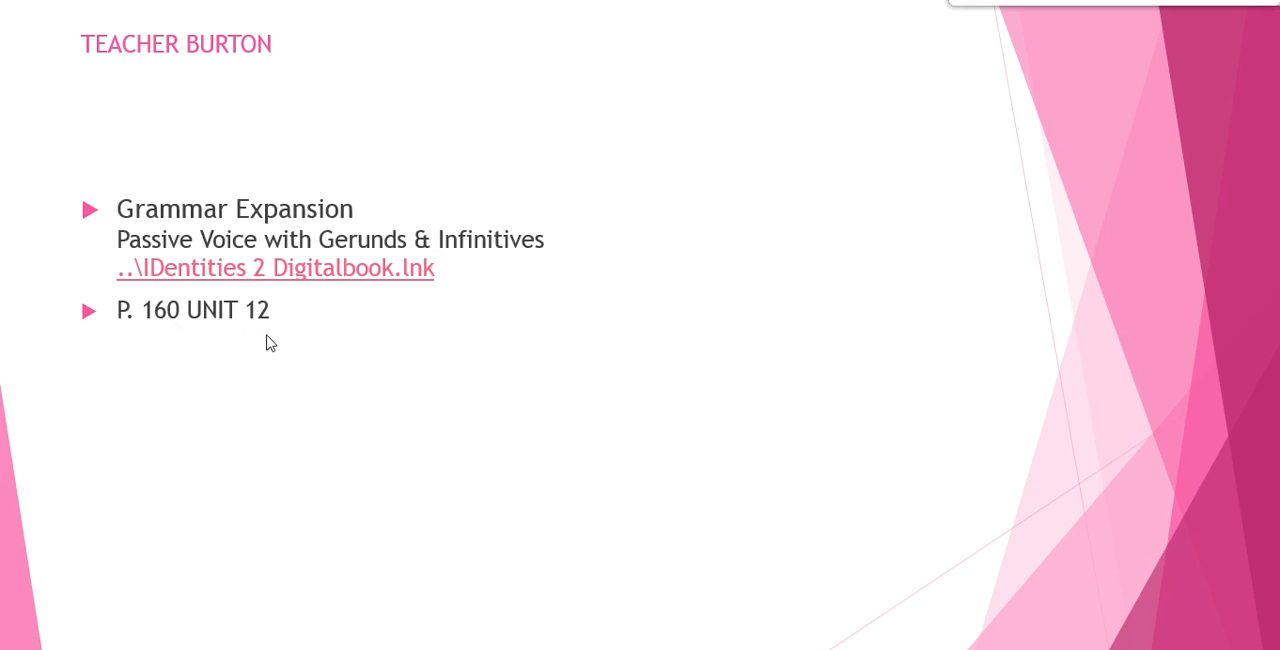 TEACHER BURTON
Grammar Expansion
Passive Voice with Gerunds & Infinitives
..\IDentities 2 Digitalbook.lnk
P. 160 UNIT 12